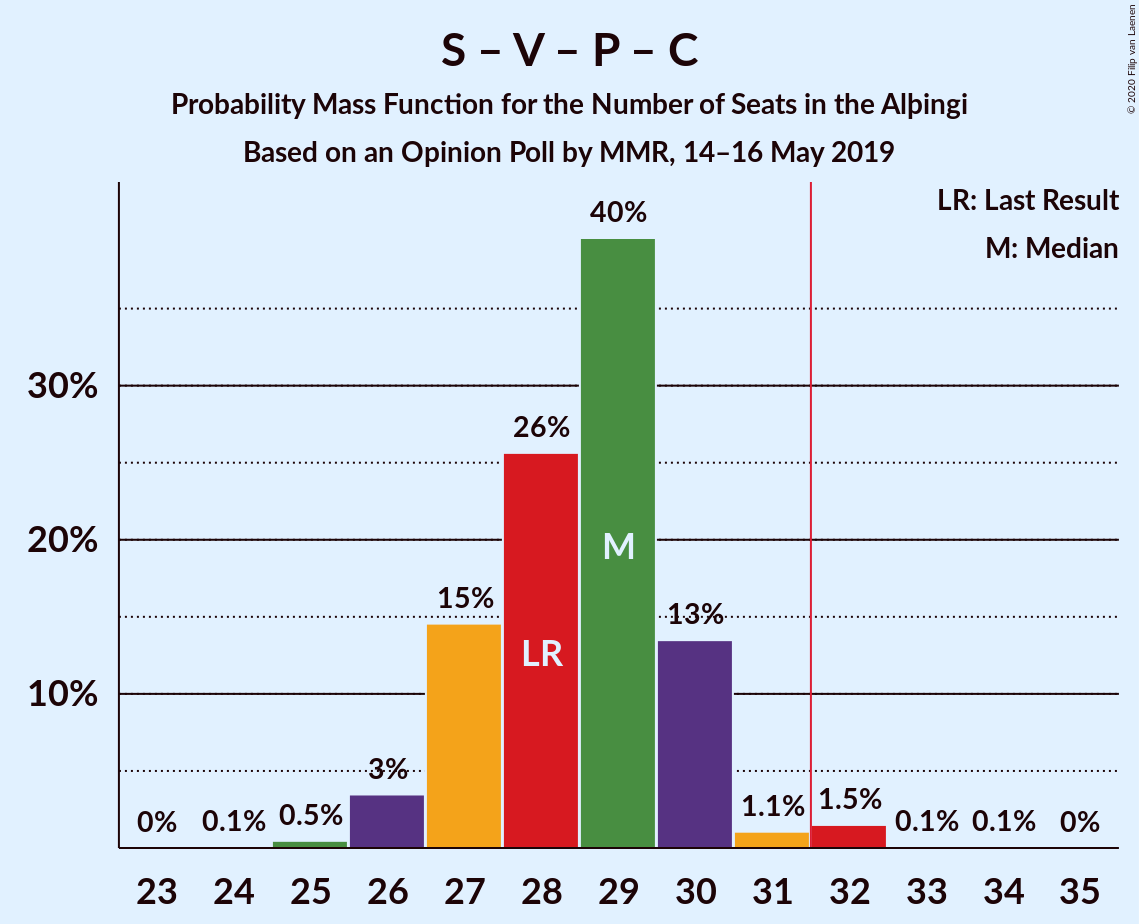 S – V – P – C
Probability Mass Function for the Number of Seats in the Alþingi
Based on an Opinion Poll by MMR, 14–16 May 2019
© 2020 Filip van Laenen
LR: Last Result
M: Median
40%
30%
26%
20%
M
15%
13%
LR
10%
3%
0% 0.1% 0.5% 1.1% 1.5% 0.1% 0.1% 0%
23 24 25 26 27 28 29 30 31 32 33 34 35